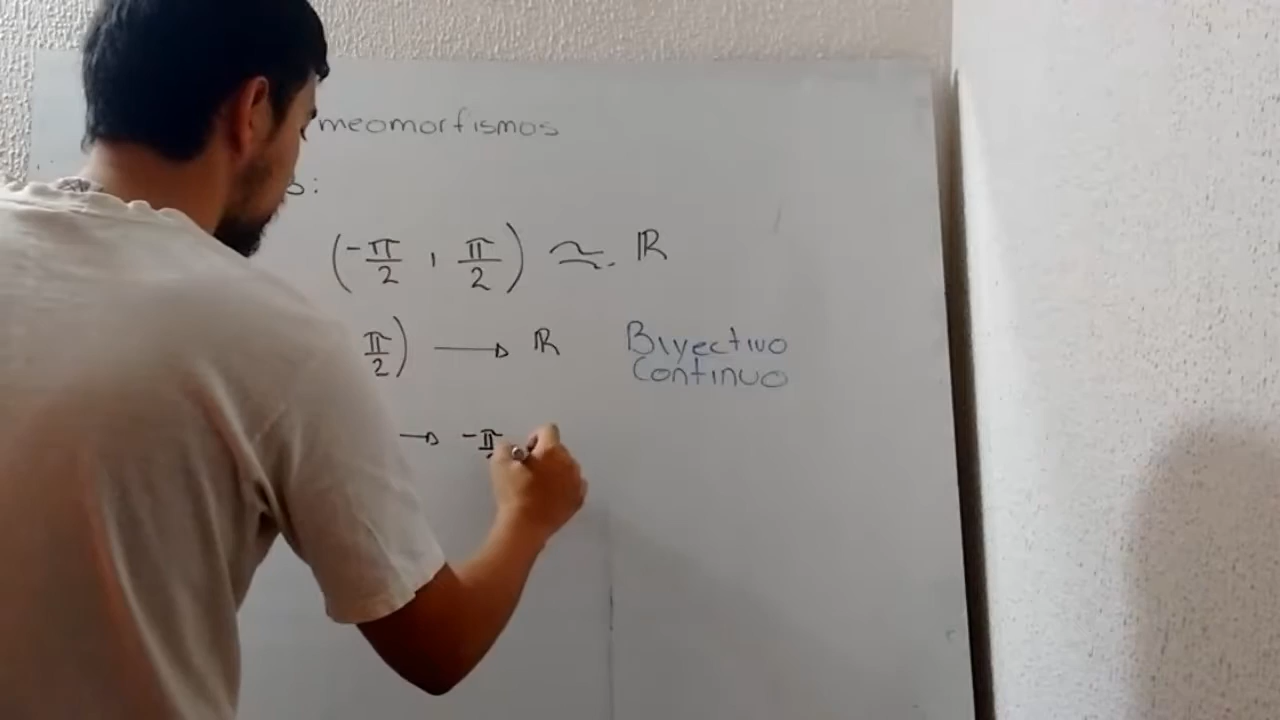 meomorfismos
o:
(-π/2 , π/2) ≃ ℝ
π/2) → ℝ Biyectivo
Continuo
→ -π